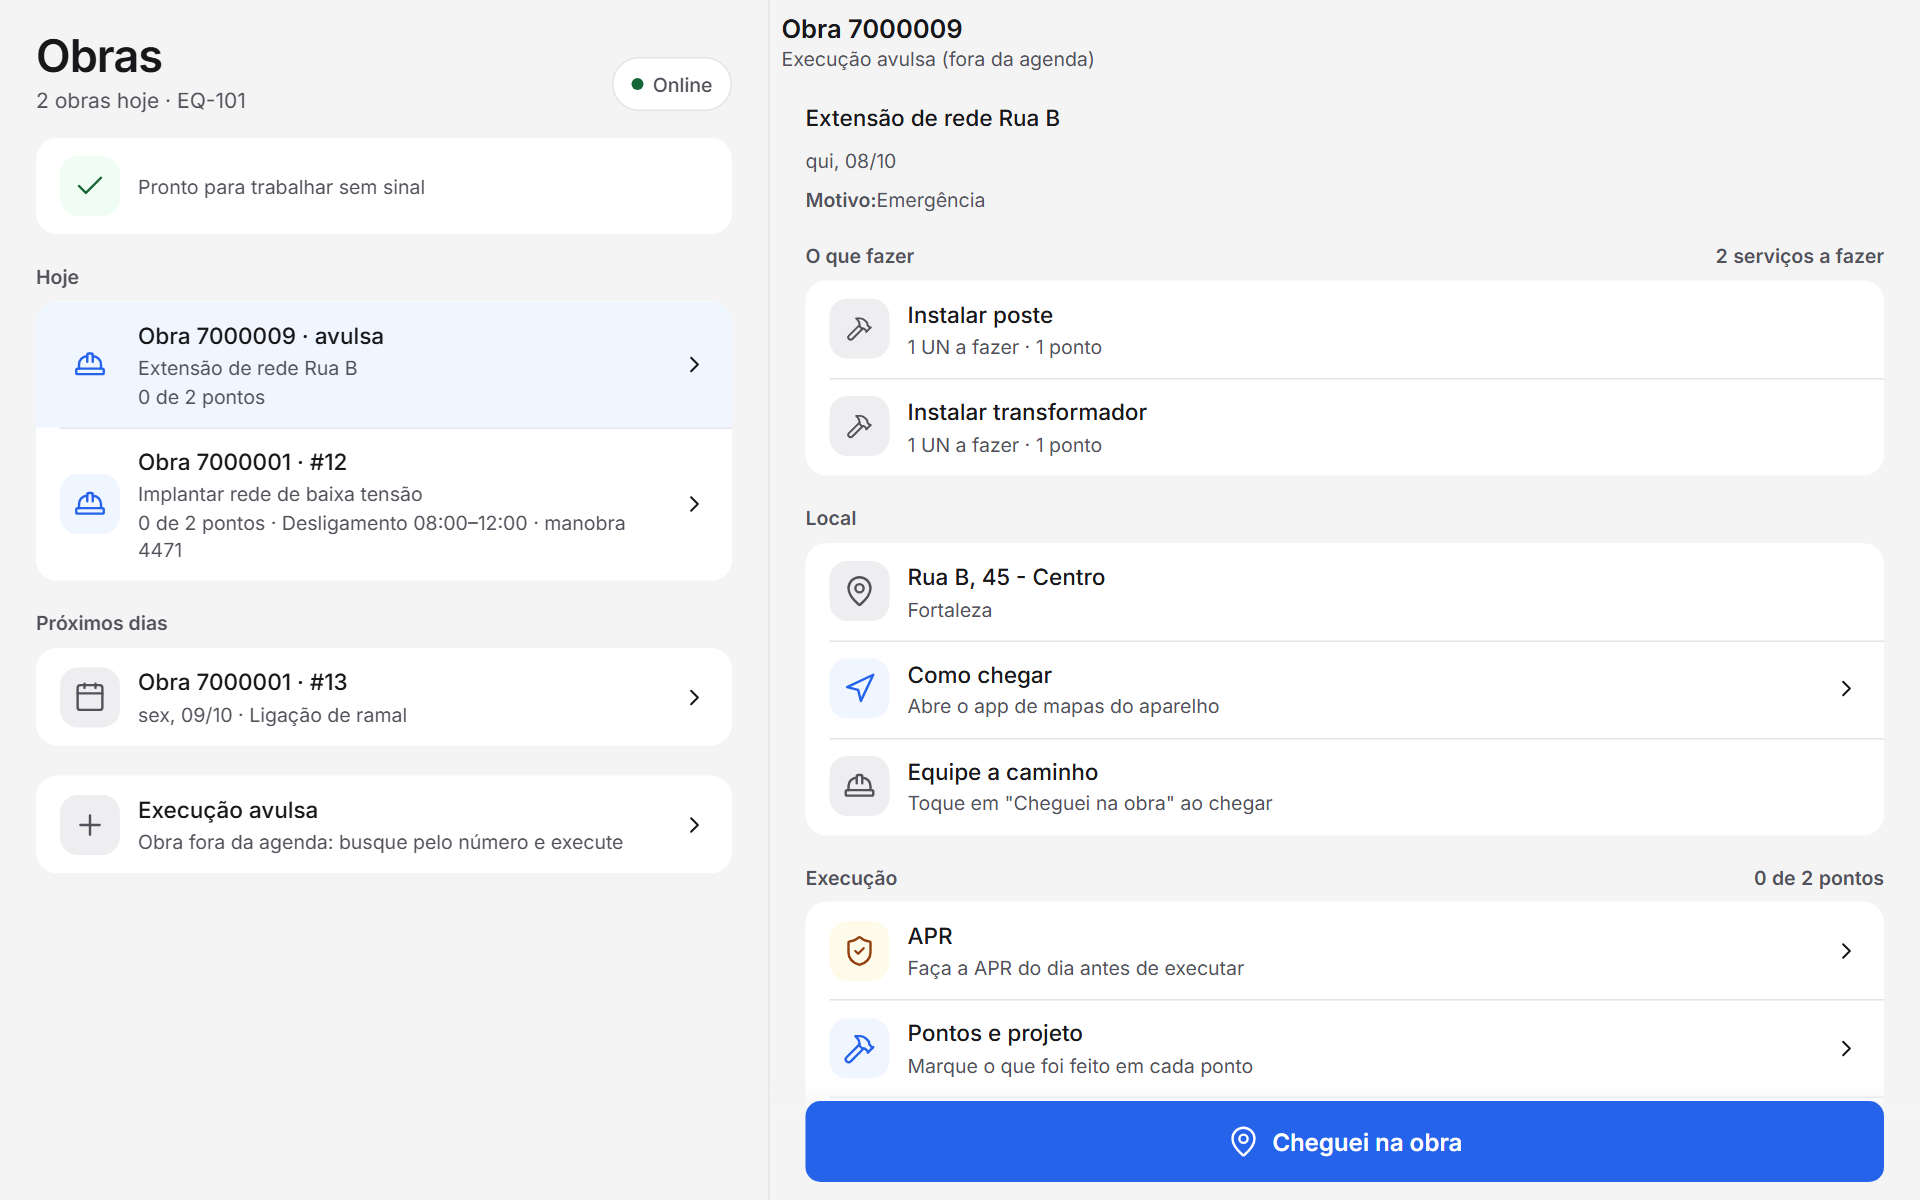 Obras
2 obras hoje · EQ-101
Online
Pronto para trabalhar sem sinal
Hoje
Obra 7000009 · avulsa
Extensão de rede Rua B
0 de 2 pontos
Obra 7000001 · #12
Implantar rede de baixa tensão
0 de 2 pontos · Desligamento 08:00–12:00 · manobra
4471
Próximos dias
Obra 7000001 · #13
sex, 09/10 · Ligação de ramal
Execução avulsa
Obra fora da agenda: busque pelo número e execute
Obra 7000009
Execução avulsa (fora da agenda)
Extensão de rede Rua B
qui, 08/10
Motivo:Emergência
O que fazer
2 serviços a fazer
Instalar poste
1 UN a fazer · 1 ponto
Instalar transformador
1 UN a fazer · 1 ponto
Local
Rua B, 45 - Centro
Fortaleza
Como chegar
Abre o app de mapas do aparelho
Equipe a caminho
Toque em "Cheguei na obra" ao chegar
Execução
0 de 2 pontos
APR
Faça a APR do dia antes de executar
Pontos e projeto
Marque o que foi feito em cada ponto
Cheguei na obra